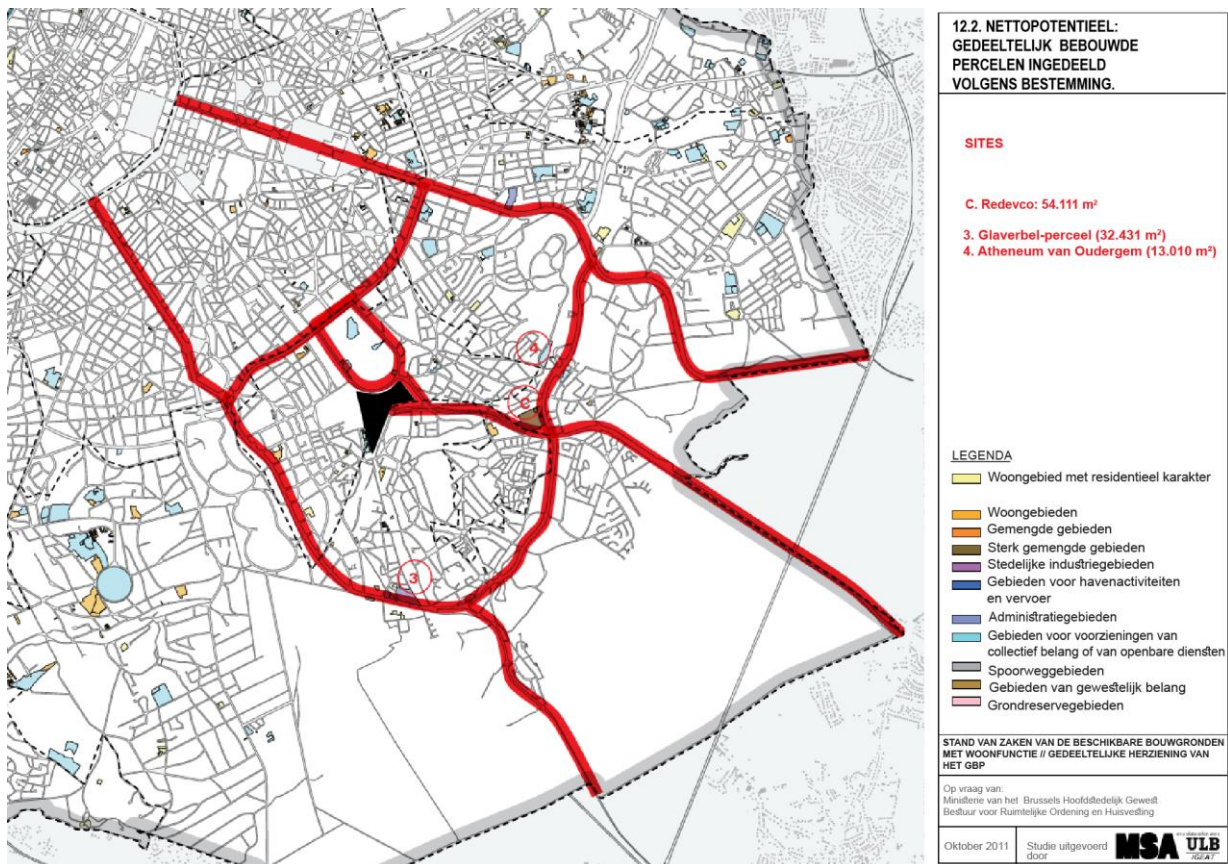 12.2. NETTOPOTENTIEEL:
GEDEELTELIJK BEBOUWDE
PERCELEN INGEDEELD
VOLGENS BESTEMMING.
SITES
C. Redevco: 54.111 m²
3. Glaverbel-perceel (32.431 m²)
4. Atheneum van Oudergem (13.010 m²)
4
C
3
LEGENDA
Woongebied met residentieel karakter
Woongebieden
Gemengde gebieden
Sterk gemengde gebieden
Stedelijke industriegebieden
Gebieden voor havenactiviteiten
en vervoer
Administratiegebieden
Gebieden voor voorzieningen van
collectief belang of van openbare diensten
Spoorweggebieden
Gebieden van gewestelijk belang
Grondreservegebieden
STAND VAN ZAKEN VAN DE BESCHIKBARE BOUWGRONDEN
MET WOONFUNCTIE // GEDEELTELIJKE HERZIENING VAN
HET GBP
Op vraag van:
Ministerie van het Brussels Hoofdstedelijk Gewest
Bestuur voor Ruimtelijke Ordening en Huisvesting
Oktober 2011
Studie uitgevoerd
door
MSA
ULB
IGEAT